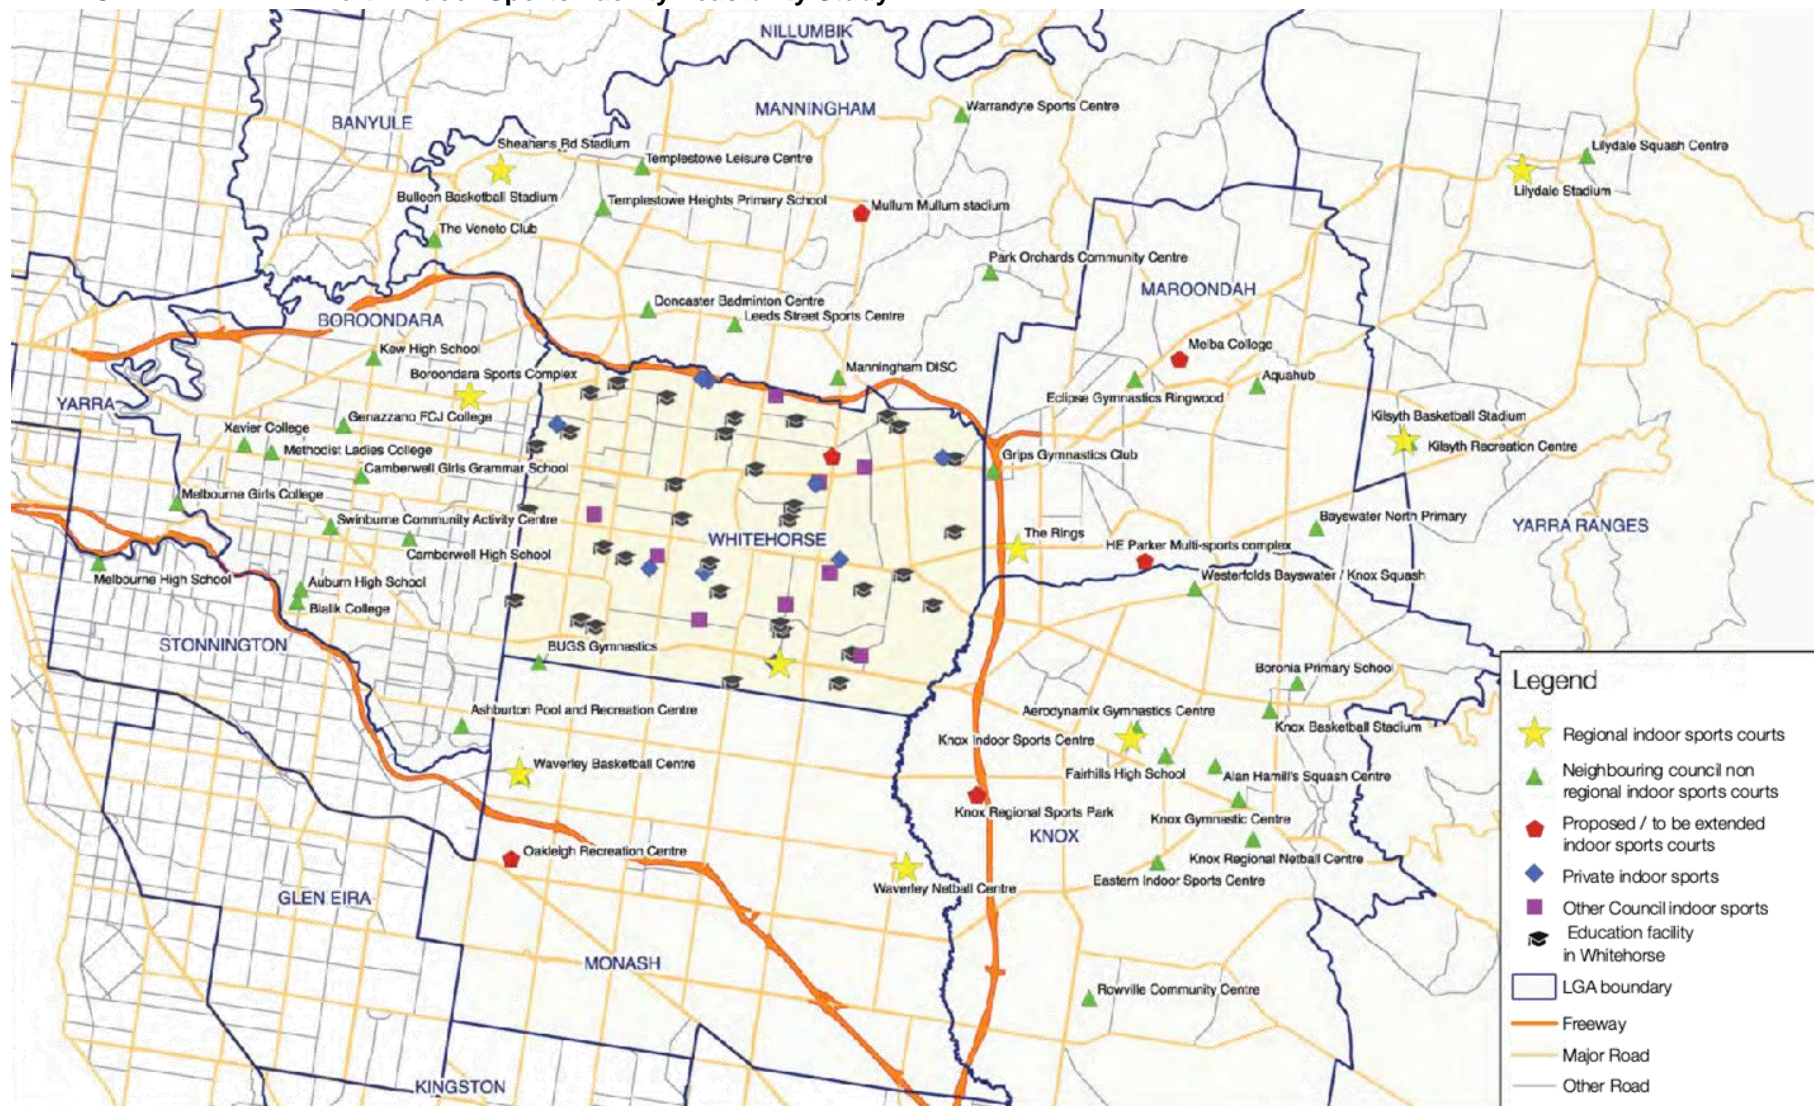 Indoor Sports Facility Feasibility Study
NILLUMBIK
MANNINGHAM
Warrandyte Sports Centre
BANYULE
Sheahans Rd Stadium
Templestowe Leisure Centre
Lilydale Squash Centre
Lilydale Stadium
Bulleen Basketball Stadium
Templestowe Heights Primary School
Mullum Mullum stadium
The Veneto Club
Park Orchards Community Centre
MAROONDAH
Doncaster Badminton Centre
Leeds Street Sports Centre
BOROONDARA
Kew High School
Melba College
Boroondara Sports Complex
Manningham DISC
Aquahub
Eclipse Gymnastics Ringwood
YARRA
Genazzano FCJ College
Kilsyth Basketball Stadium
Xavier College
Kilsyth Recreation Centre
Methodist Ladies College
Grips Gymnastics Club
Camberwell Girls Grammar School
Melbourne Girls College
Swinburne Community Activity Centre
Bayswater North Primary
YARRA RANGES
WHITEHORSE
The Rings
HE Parker Multi-sports complex
Camberwell High School
Melbourne High School
Auburn High School
Westerfolds Bayswater / Knox Squash
Bialik College
STONNINGTON
BUGS Gymnastics
Boronia Primary School
Ashburton Pool and Recreation Centre
Aerodynamix Gymnastics Centre
Knox Basketball Stadium
Knox Indoor Sports Centre
Waverley Basketball Centre
Fairhills High School
Alan Hamill's Squash Centre
Knox Regional Sports Park
Knox Gymnastic Centre
KNOX
Oakleigh Recreation Centre
Knox Regional Netball Centre
Waverley Netball Centre
Eastern Indoor Sports Centre
GLEN EIRA
MONASH
Rowville Community Centre
KINGSTON
Legend
Regional indoor sports courts
Neighbouring council non
regional indoor sports courts
Proposed / to be extended
indoor sports courts
Private indoor sports
Other Council indoor sports
Education facility
in Whitehorse
LGA boundary
Freeway
Major Road
Other Road